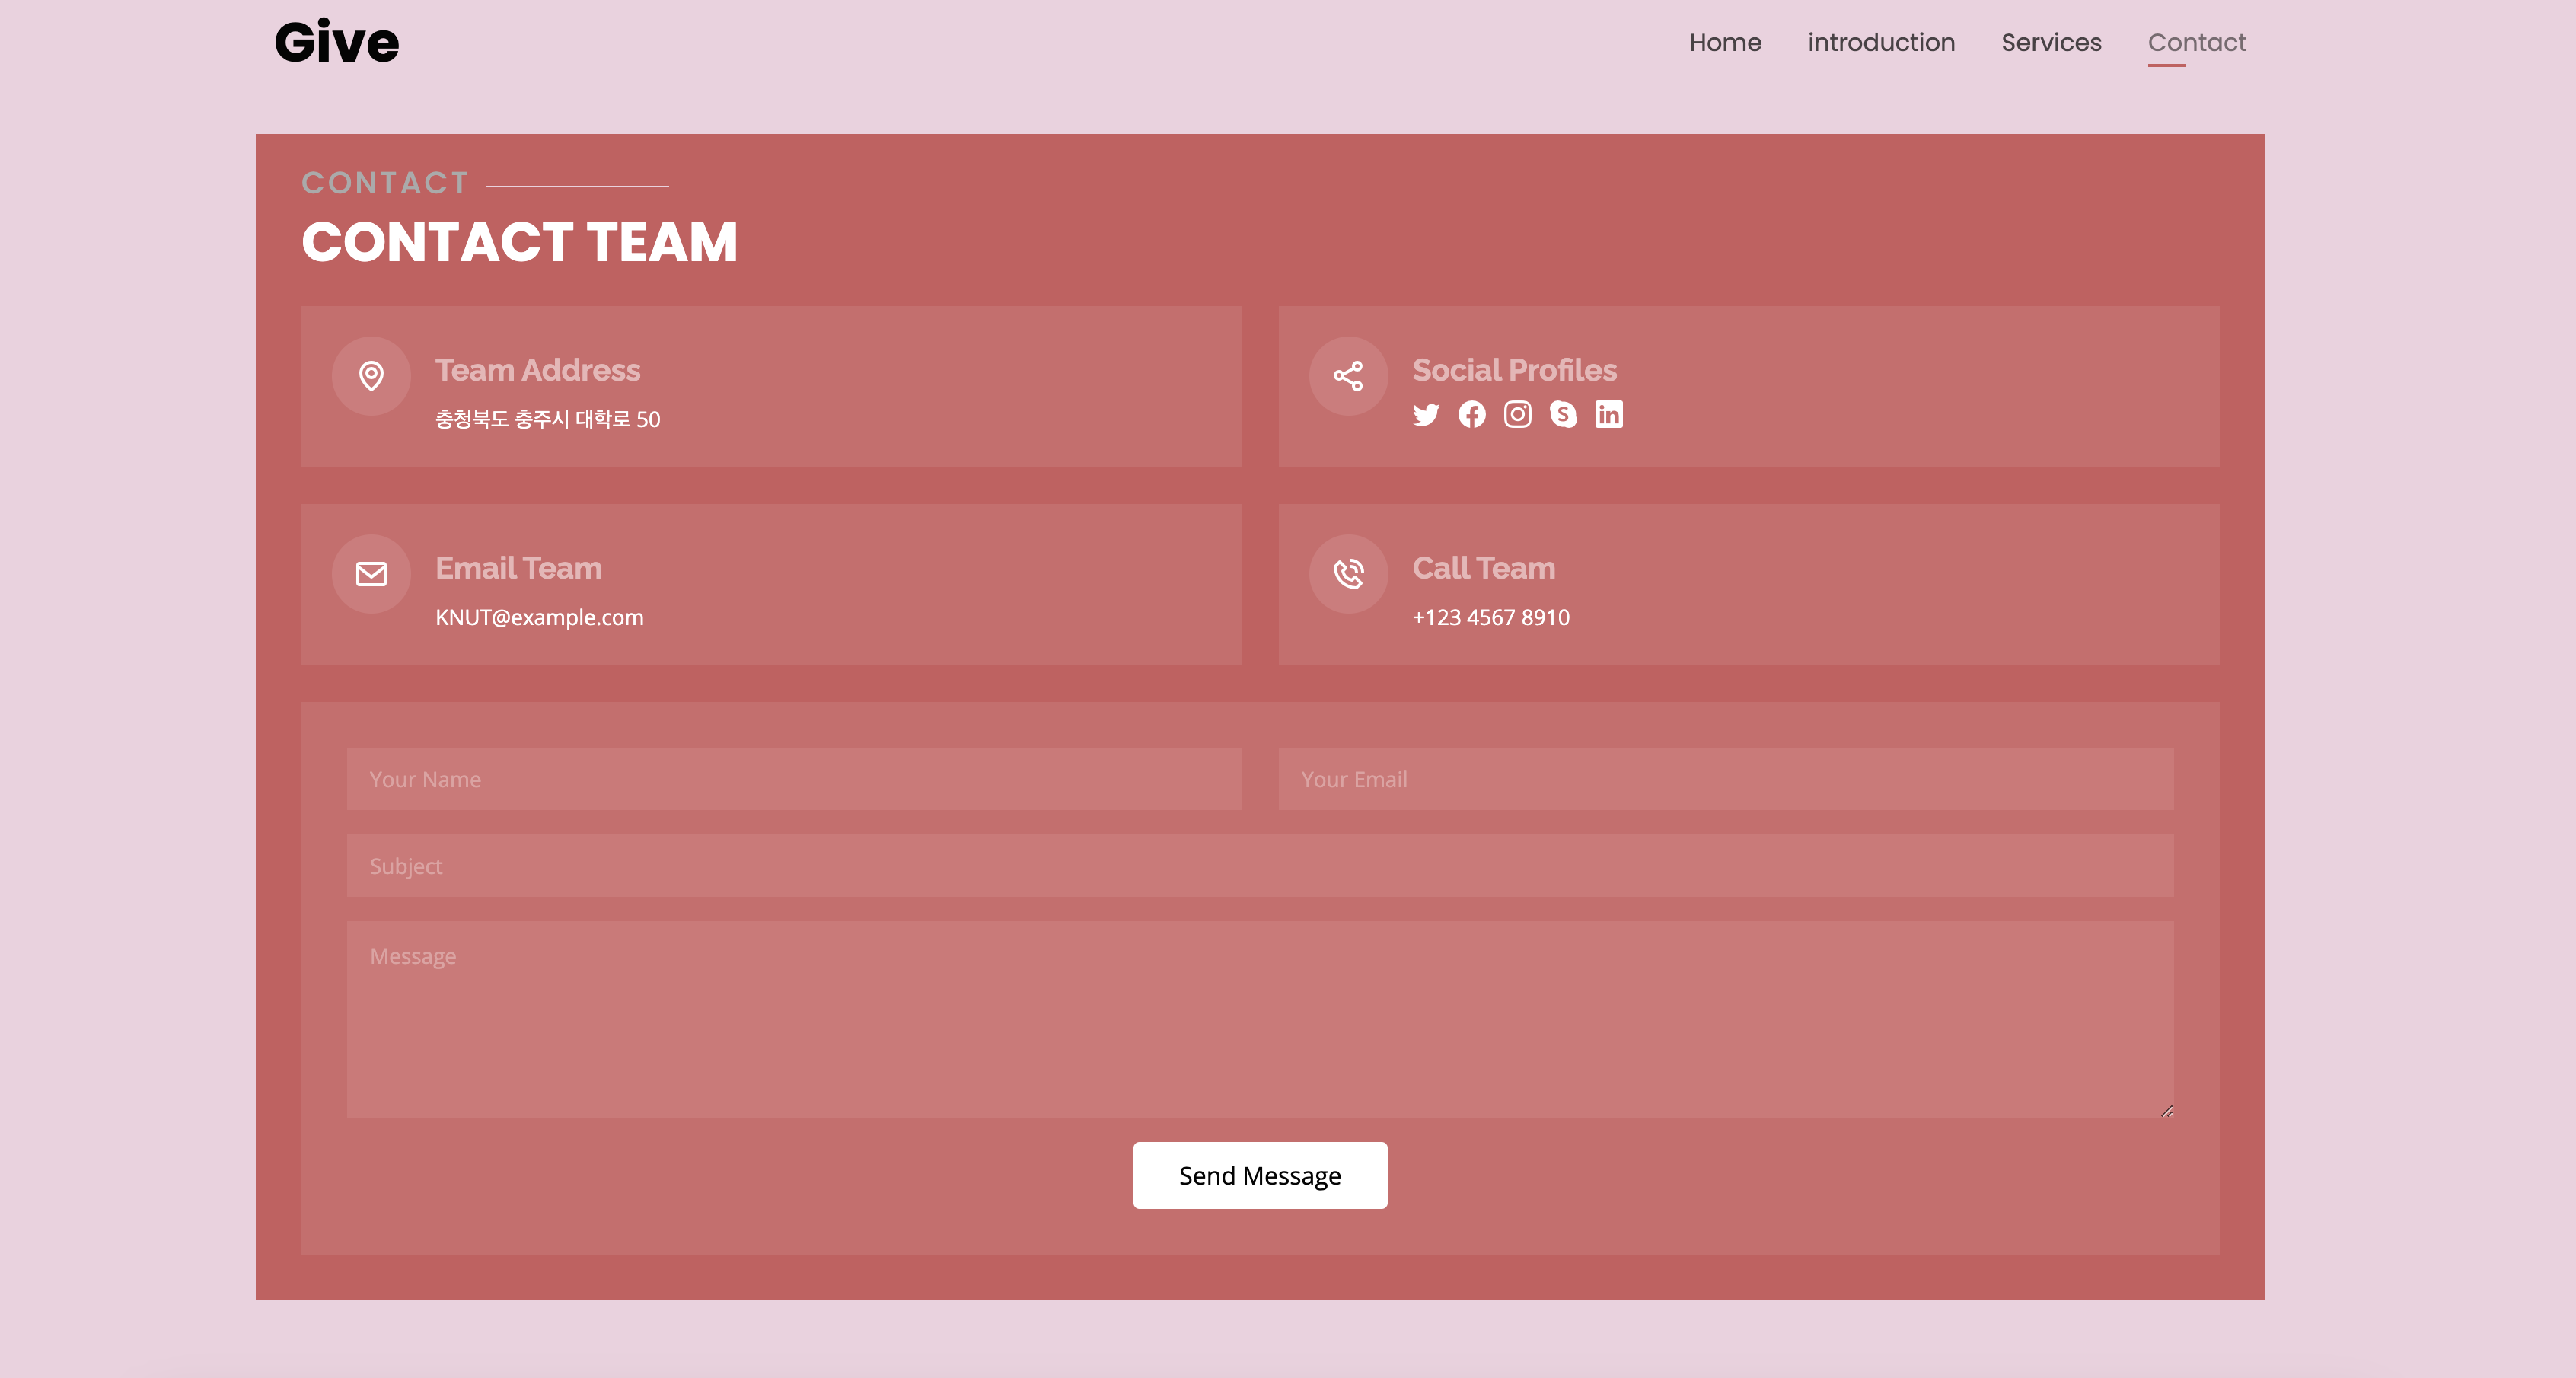 Give
Home introduction Services Contact
CONTACT
CONTACT TEAM
Team Address
충청북도 충주시 대학로 50
Social Profiles
Email Team
KNUT@example.com
Call Team
+123 4567 8910
Your Name
Your Email
Subject
Message
Send Message